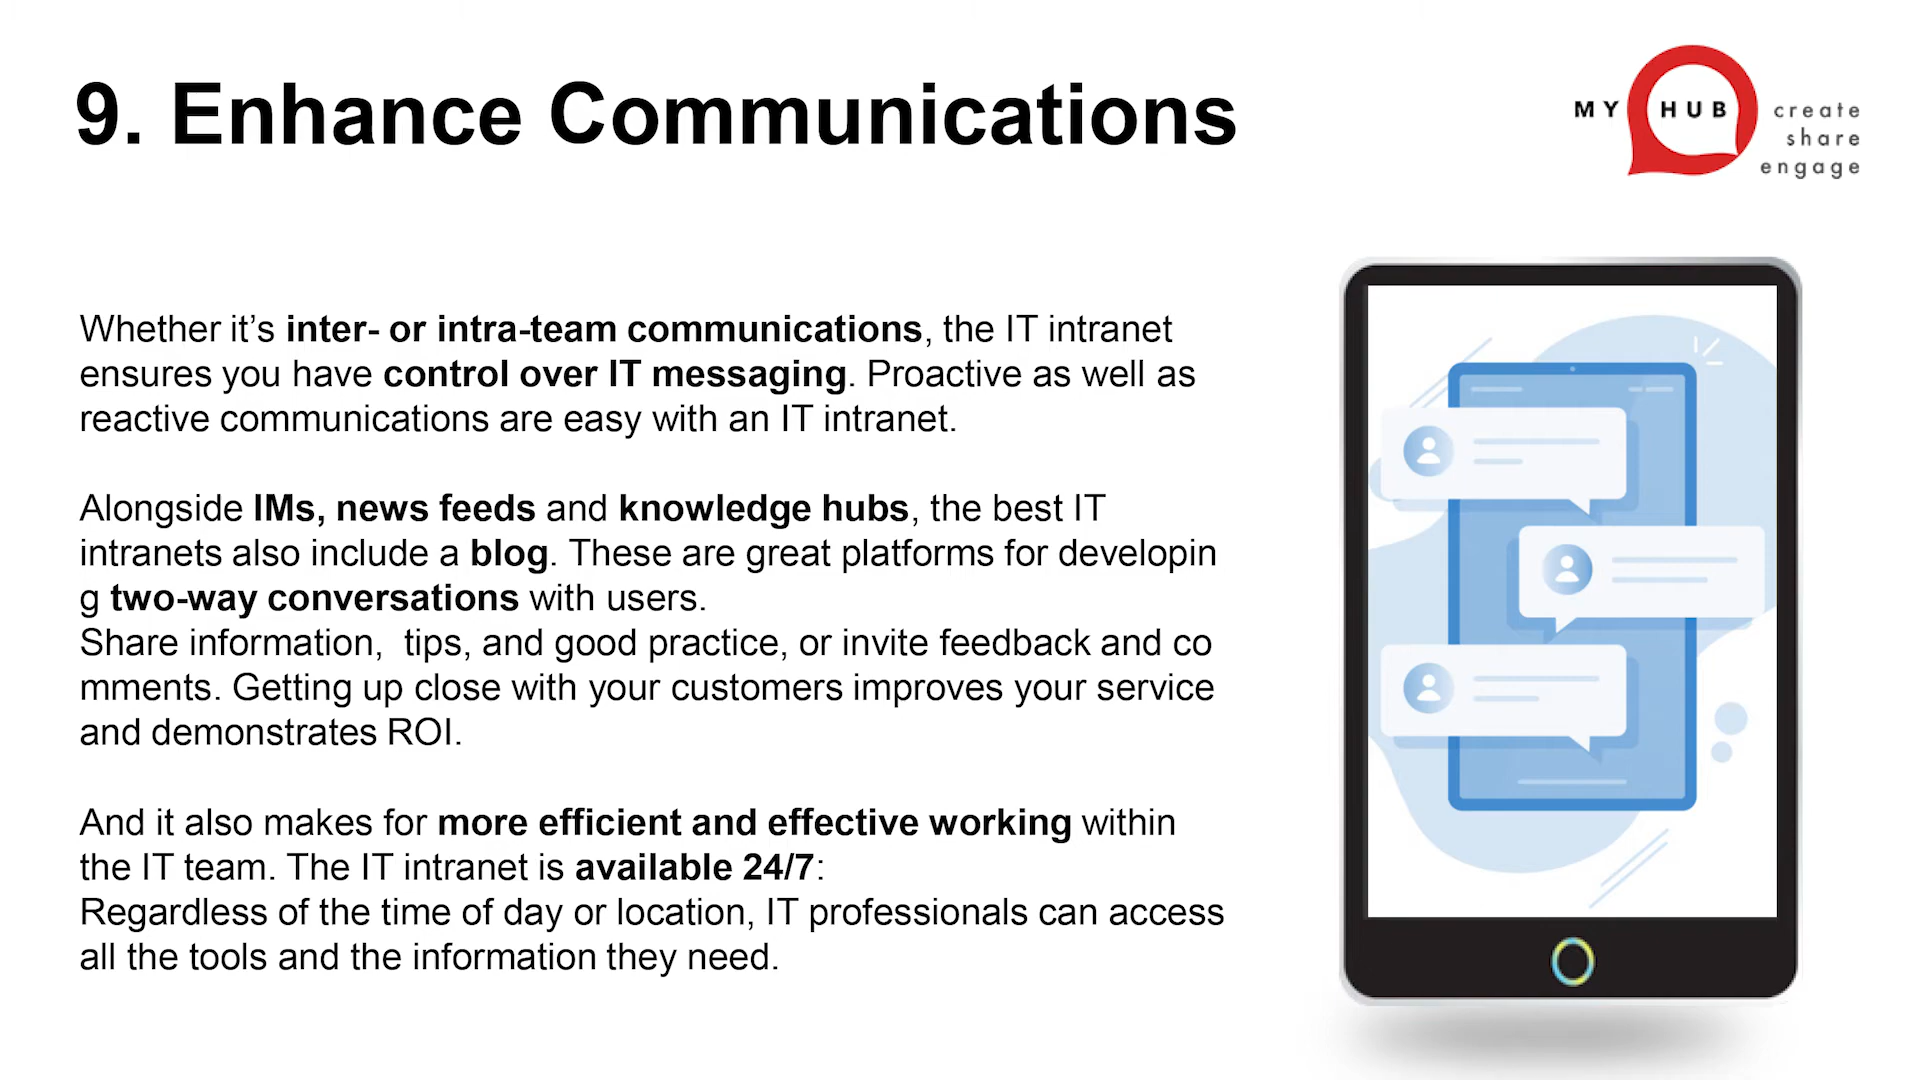 9. Enhance Communications
MY HUB create
share
engage
Whether it’s inter- or intra-team communications, the IT intranet
ensures you have control over IT messaging. Proactive as well as
reactive communications are easy with an IT intranet.
Alongside IMs, news feeds and knowledge hubs, the best IT
intranets also include a blog. These are great platforms for developin
g two-way conversations with users.
Share information,  tips, and good practice, or invite feedback and co
mments. Getting up close with your customers improves your service
and demonstrates ROI.
And it also makes for more efficient and effective working within
the IT team. The IT intranet is available 24/7:
Regardless of the time of day or location, IT professionals can access
all the tools and the information they need.